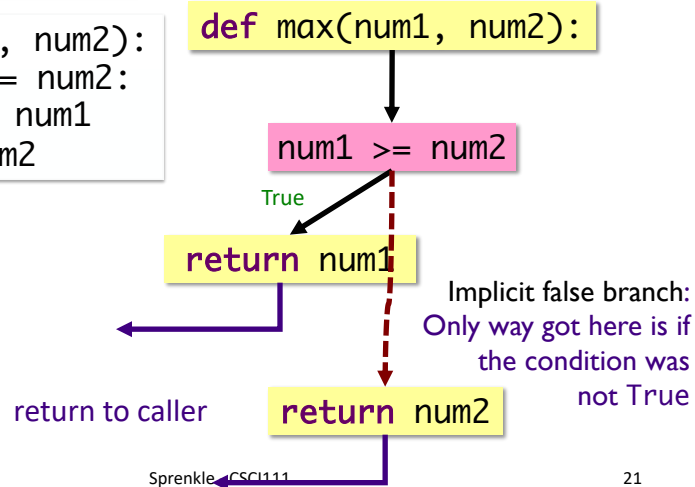 , num2):
= num2:
num1
m2
def max(num1, num2):
num1 >= num2
True
return num1
Implicit false branch:
Only way got here is if
the condition was
not True
return to caller
return num2
Sprenkle - CSCI111
21